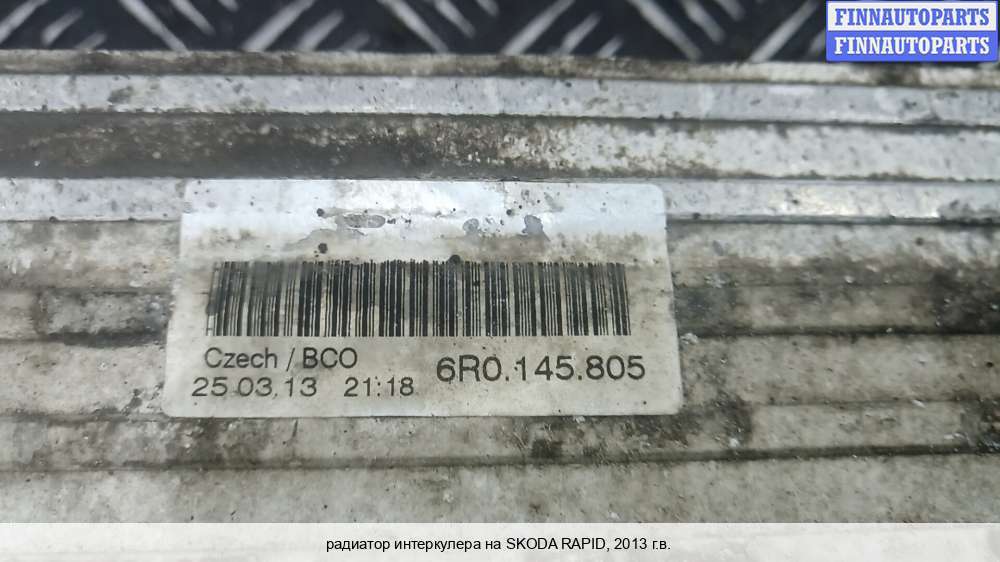 FINNAUTOPARTS
FINNAUTOPARTS
Czech / BCO
25.03.13 21:18
6R0.145.805
радиатор интеркулера на SKODA RAPID, 2013 г.в.